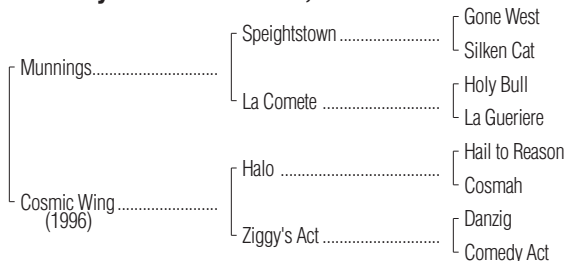 Gone West
Speightstown
Silken Cat
Munnings
Holy Bull
La Comete
La Gueriere
Hail to Reason
Halo
Cosmah
Cosmic Wing
(1996)
Danzig
Ziggy's Act
Comedy Act